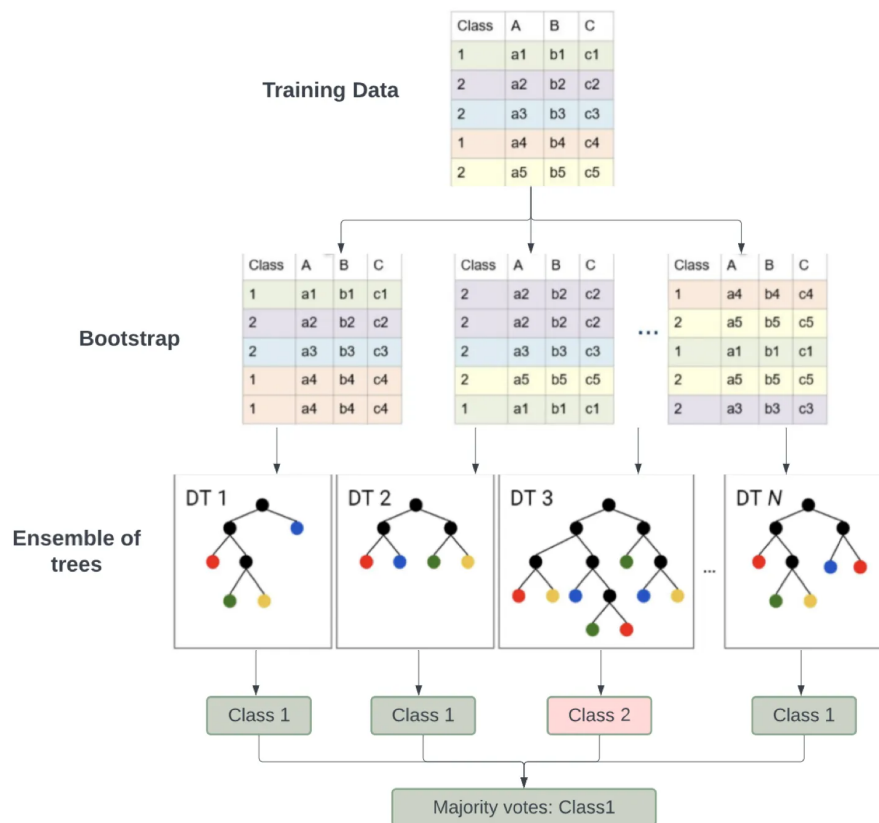 Training Data
Class A B C
1 a1 b1 c1
2 a2 b2 c2
2 a3 b3 c3
1 a4 b4 c4
2 a5 b5 c5
Bootstrap
Class A B C
1 a1 b1 c1
2 a2 b2 c2
2 a3 b3 c3
1 a4 b4 c4
1 a4 b4 c4
Class A B C
2 a2 b2 c2
2 a2 b2 c2
2 a3 b3 c3
2 a5 b5 c5
1 a1 b1 c1
...
Class A B C
1 a4 b4 c4
2 a5 b5 c5
1 a1 b1 c1
2 a5 b5 c5
2 a3 b3 c3
Ensemble of
trees
DT 1
DT 2
DT 3
...
DT N
Class 1
Class 1
Class 2
Class 1
Majority votes: Class1